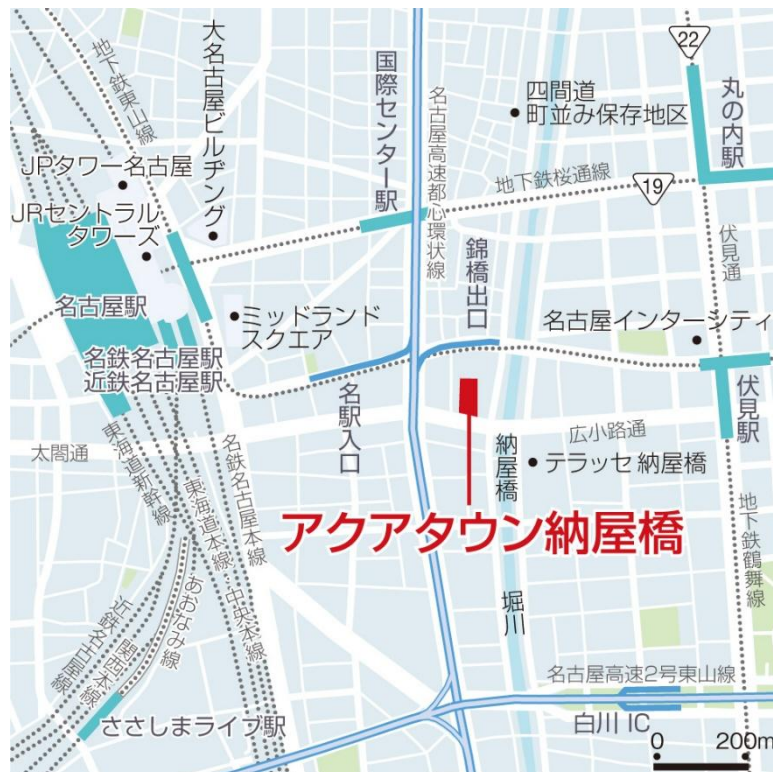 22
大名古屋ビルヂング
国際センター駅
名古屋高速都心環状線
四間道
町並み保存地区
丸の内駅
地下鉄東山線
JPタワー名古屋
地下鉄桜通線
19
JRセントラル
タワーズ
錦橋出口
伏見通
名古屋駅
ミッドランド
スクエア
名古屋インターシティ
名鉄名古屋駅
近鉄名古屋駅
名駅入口
伏見駅
太閤通
広小路通
東海道新幹線
名鉄名古屋本線
納屋橋
テラッセ 納屋橋
東海道本線・中央本線
アクアタウン納屋橋
地下鉄鶴舞線
あおなみ線
堀川
近鉄名古屋線
関西本線
名古屋高速2号東山線
ささしまライブ駅
白川 IC
0 200m